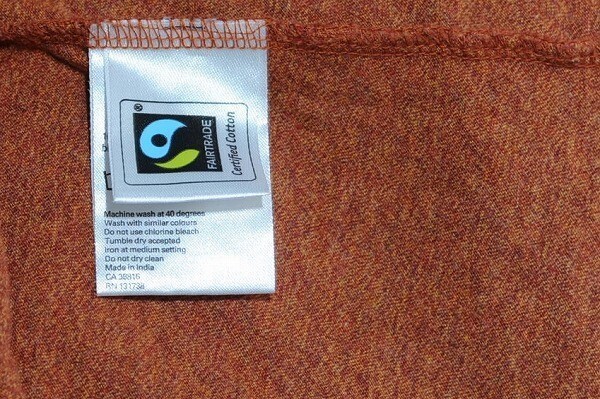 ®
FAIRTRADE
Certified Cotton
Machine wash at 40 degrees
Wash with similar colours
Do not use chlorine bleach
Tumble dry accepted
Iron at medium setting
Do not dry clean
Made in India
CA 38816
RN 131738